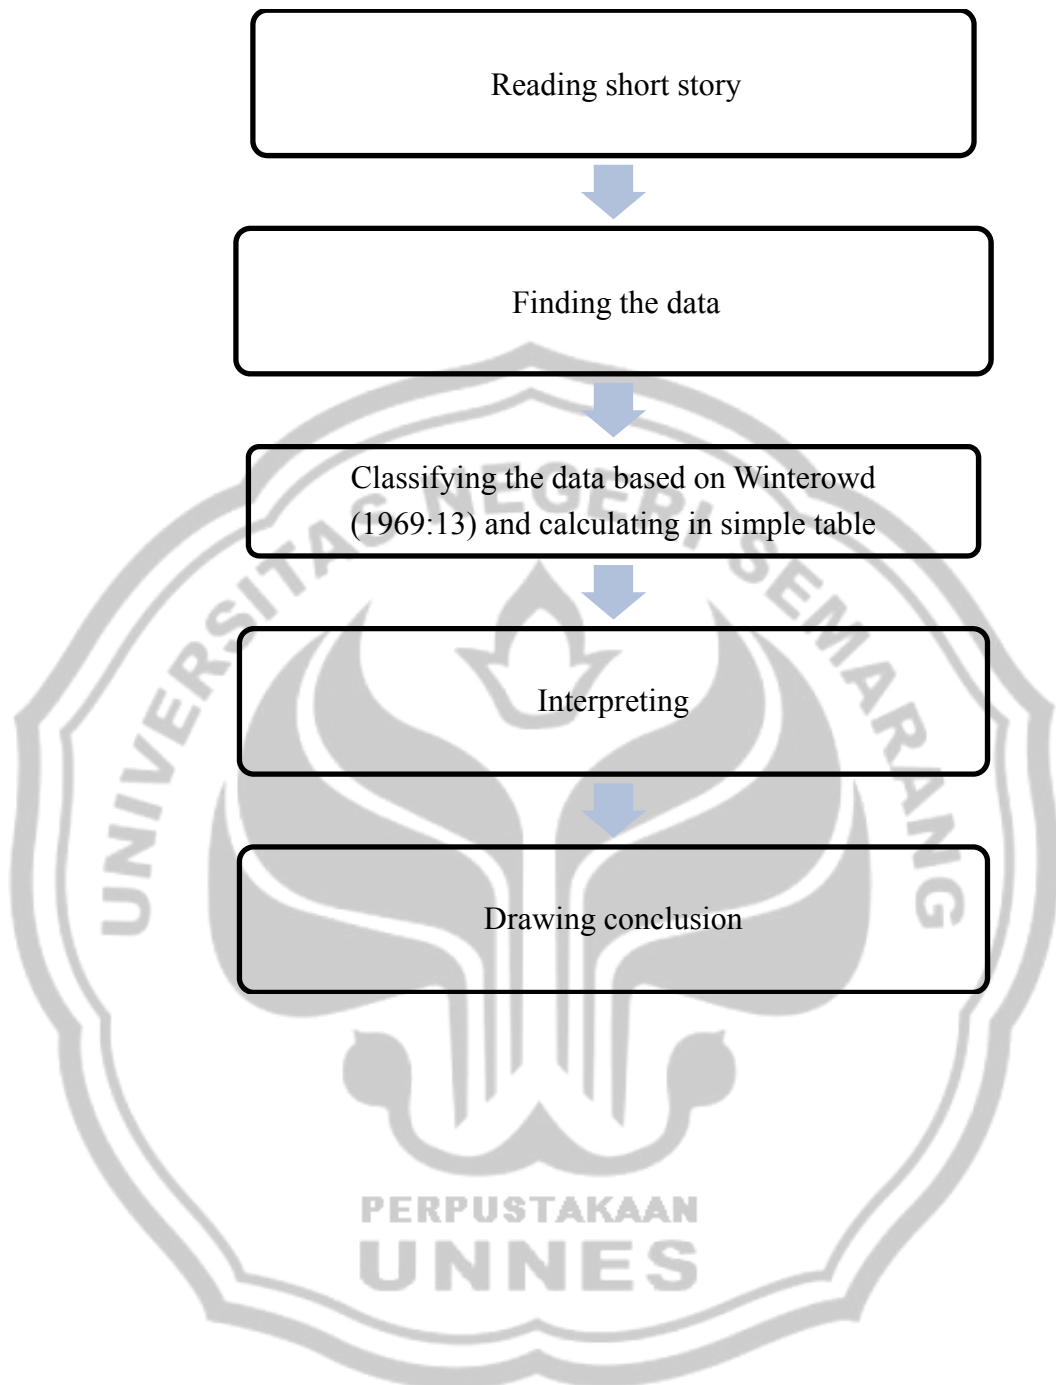 Reading short story
Finding the data
Classifying the data based on Winterowd
(1969:13) and calculating in simple table
Interpreting
Drawing conclusion
UNIVERSITAS NEGERI SEMARANG
PERPUSTAKAAN
UNNES